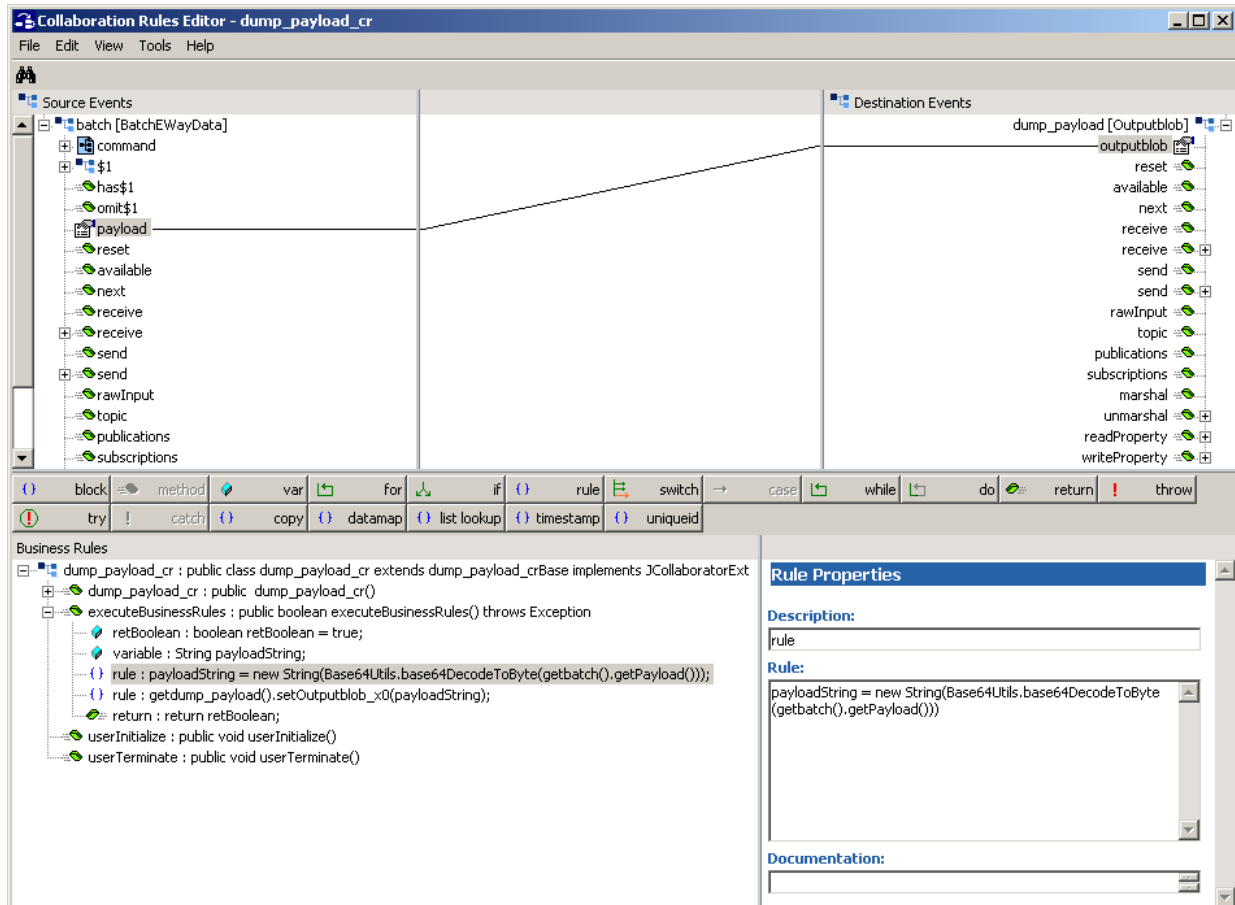 Collaboration Rules Editor - dump_payload_cr
File Edit View Tools Help
Source Events
Destination Events
batch [BatchEWayData]
command
$1
has$1
omit$1
payload
reset
available
next
receive
receive
send
send
rawInput
topic
publications
subscriptions
dump_payload [Outputblob]
outputblob
reset
available
next
receive
receive
send
send
rawInput
topic
publications
subscriptions
marshal
unmarshal
readProperty
writeProperty
{} block method var for if {} rule switch case while do return ! throw
! try ! catch {} copy {} datamap {} list lookup {} timestamp {} uniqueid
Business Rules
dump_payload_cr : public class dump_payload_cr extends dump_payload_crBase implements JCollaboratorExt
dump_payload_cr : public dump_payload_cr()
executeBusinessRules : public boolean executeBusinessRules() throws Exception
retBoolean : boolean retBoolean = true;
variable : String payloadString;
{} rule : payloadString = new String(Base64Utils.base64DecodeToByte(getbatch().getPayload()));
{} rule : getdump_payload().setOutputblob_x0(payloadString);
return : return retBoolean;
userInitialize : public void userInitialize()
userTerminate : public void userTerminate()
Rule Properties
Description:
rule
Rule:
payloadString = new String(Base64Utils.base64DecodeToByte
(getbatch().getPayload()))
Documentation: